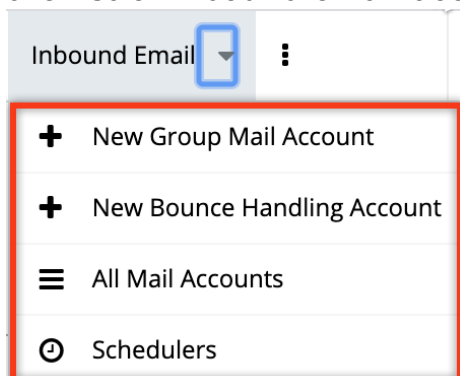 Inbound Email
New Group Mail Account
New Bounce Handling Account
All Mail Accounts
Schedulers